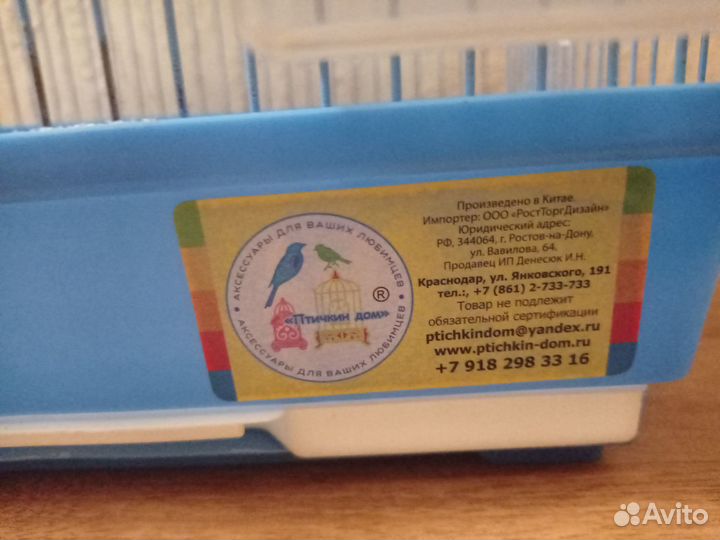 АКСЕССУАРЫ ДЛЯ ВАШИХ ЛЮБИМЦЕВ
«Птичкин дом» ®
АКСЕССУАРЫ ДЛЯ ВАШИХ ЛЮБИМЦЕВ
Произведено в Китае.
Импортер: ООО «РостТоргДизайн»
Юридический адрес:
РФ, 344064, г. Ростов-на-Дону,
ул. Вавилова, 64.
Продавец ИП Денесюк И.Н.
Краснодар, ул. Янковского, 191
тел.:, +7 (861) 2-733-733
Товар не подлежит
обязательной сертификации
ptichkindom@yandex.ru
www.ptichkin-dom.ru
+7 918 298 33 16
Avito